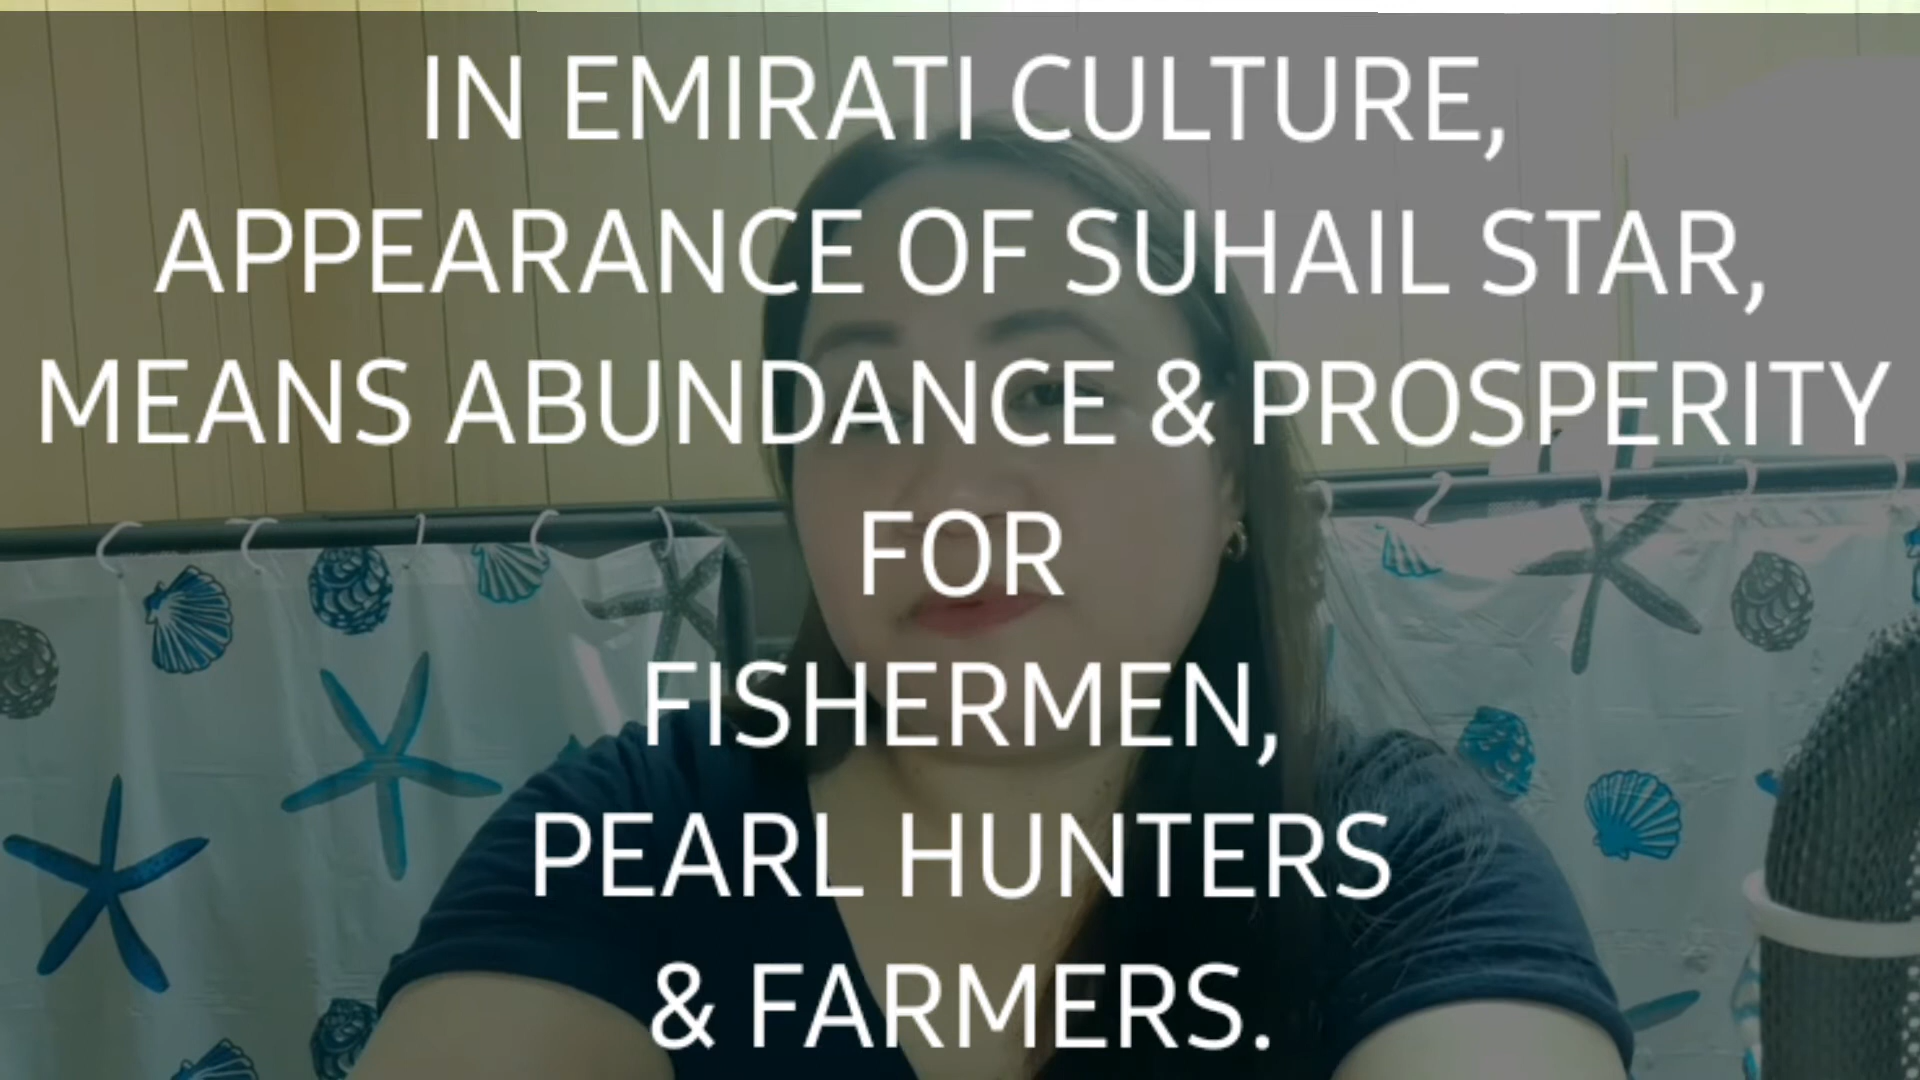 IN EMIRATI CULTURE,
APPEARANCE OF SUHAIL STAR,
MEANS ABUNDANCE & PROSPERITY
FOR
FISHERMEN,
PEARL HUNTERS
& FARMERS.